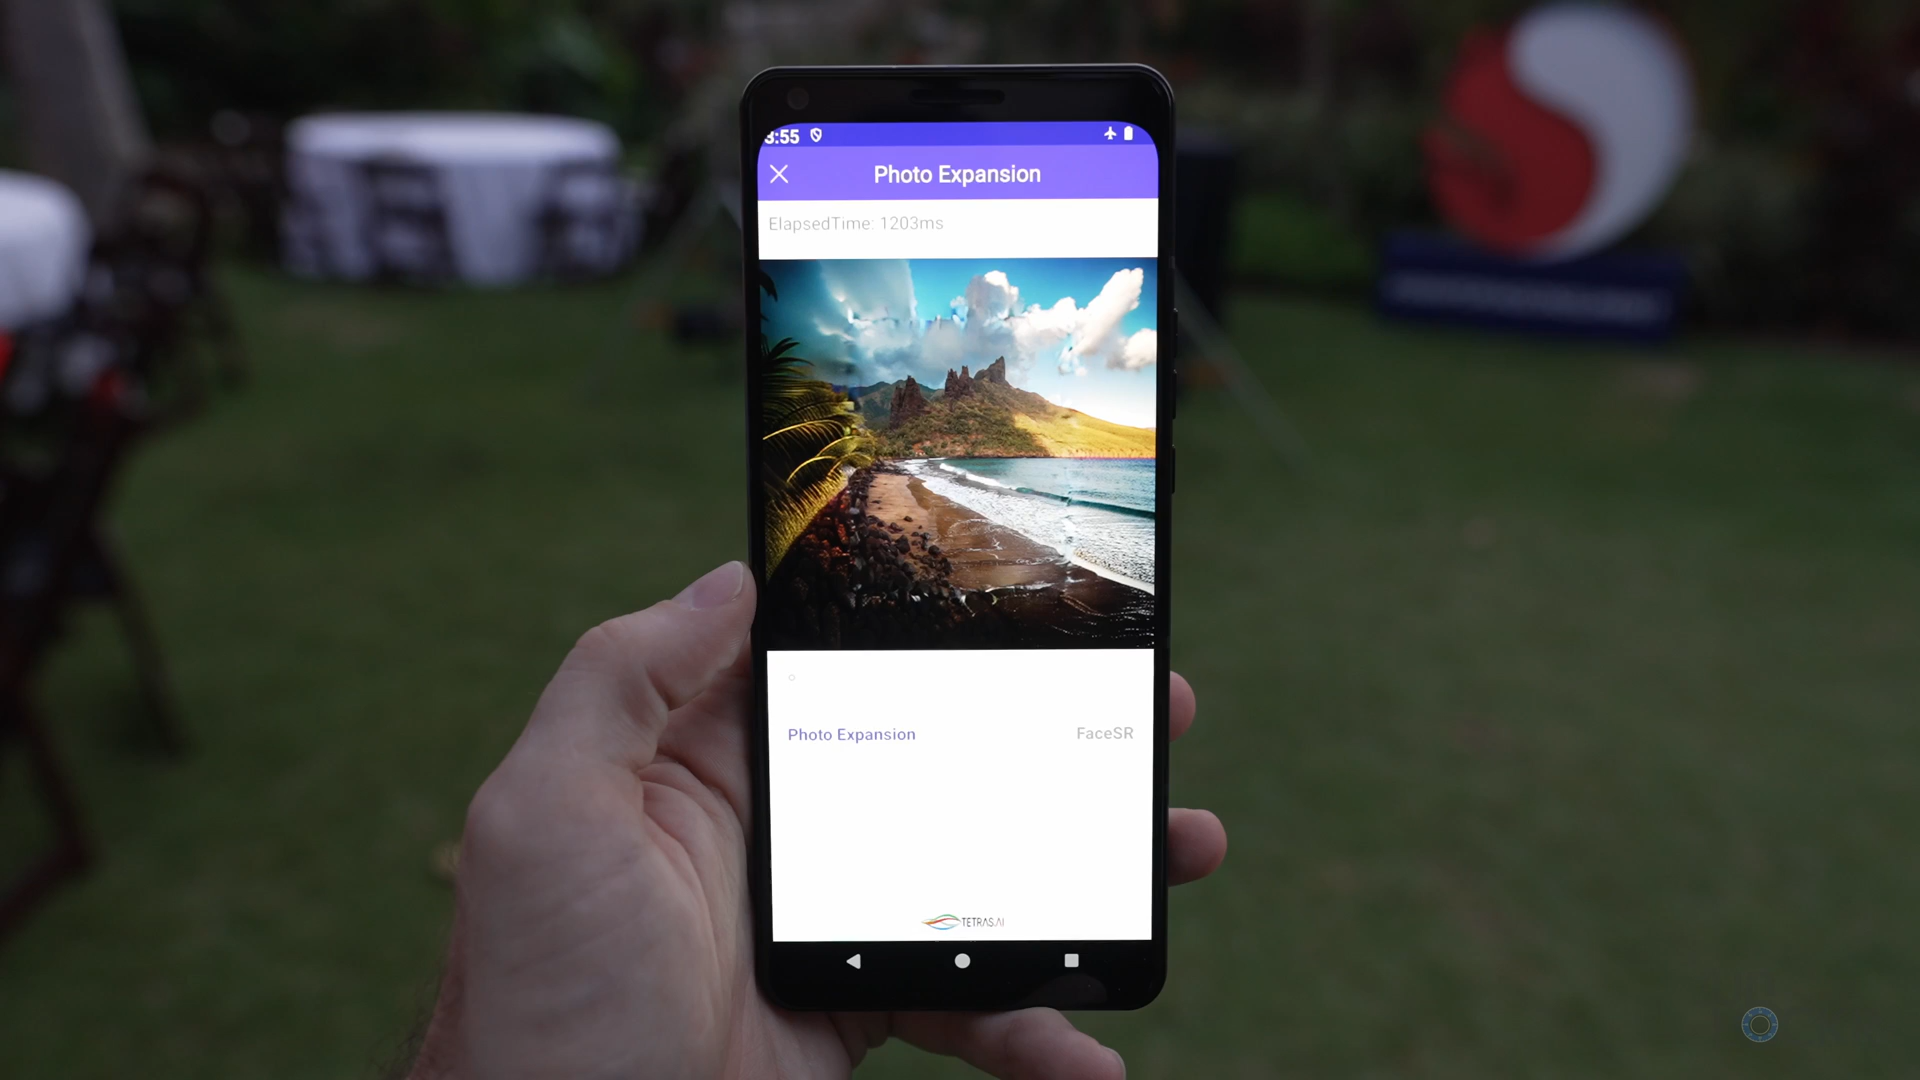 3:55
Photo Expansion
ElapsedTime: 1203ms
Photo Expansion
FaceSR
TETRAS.AI